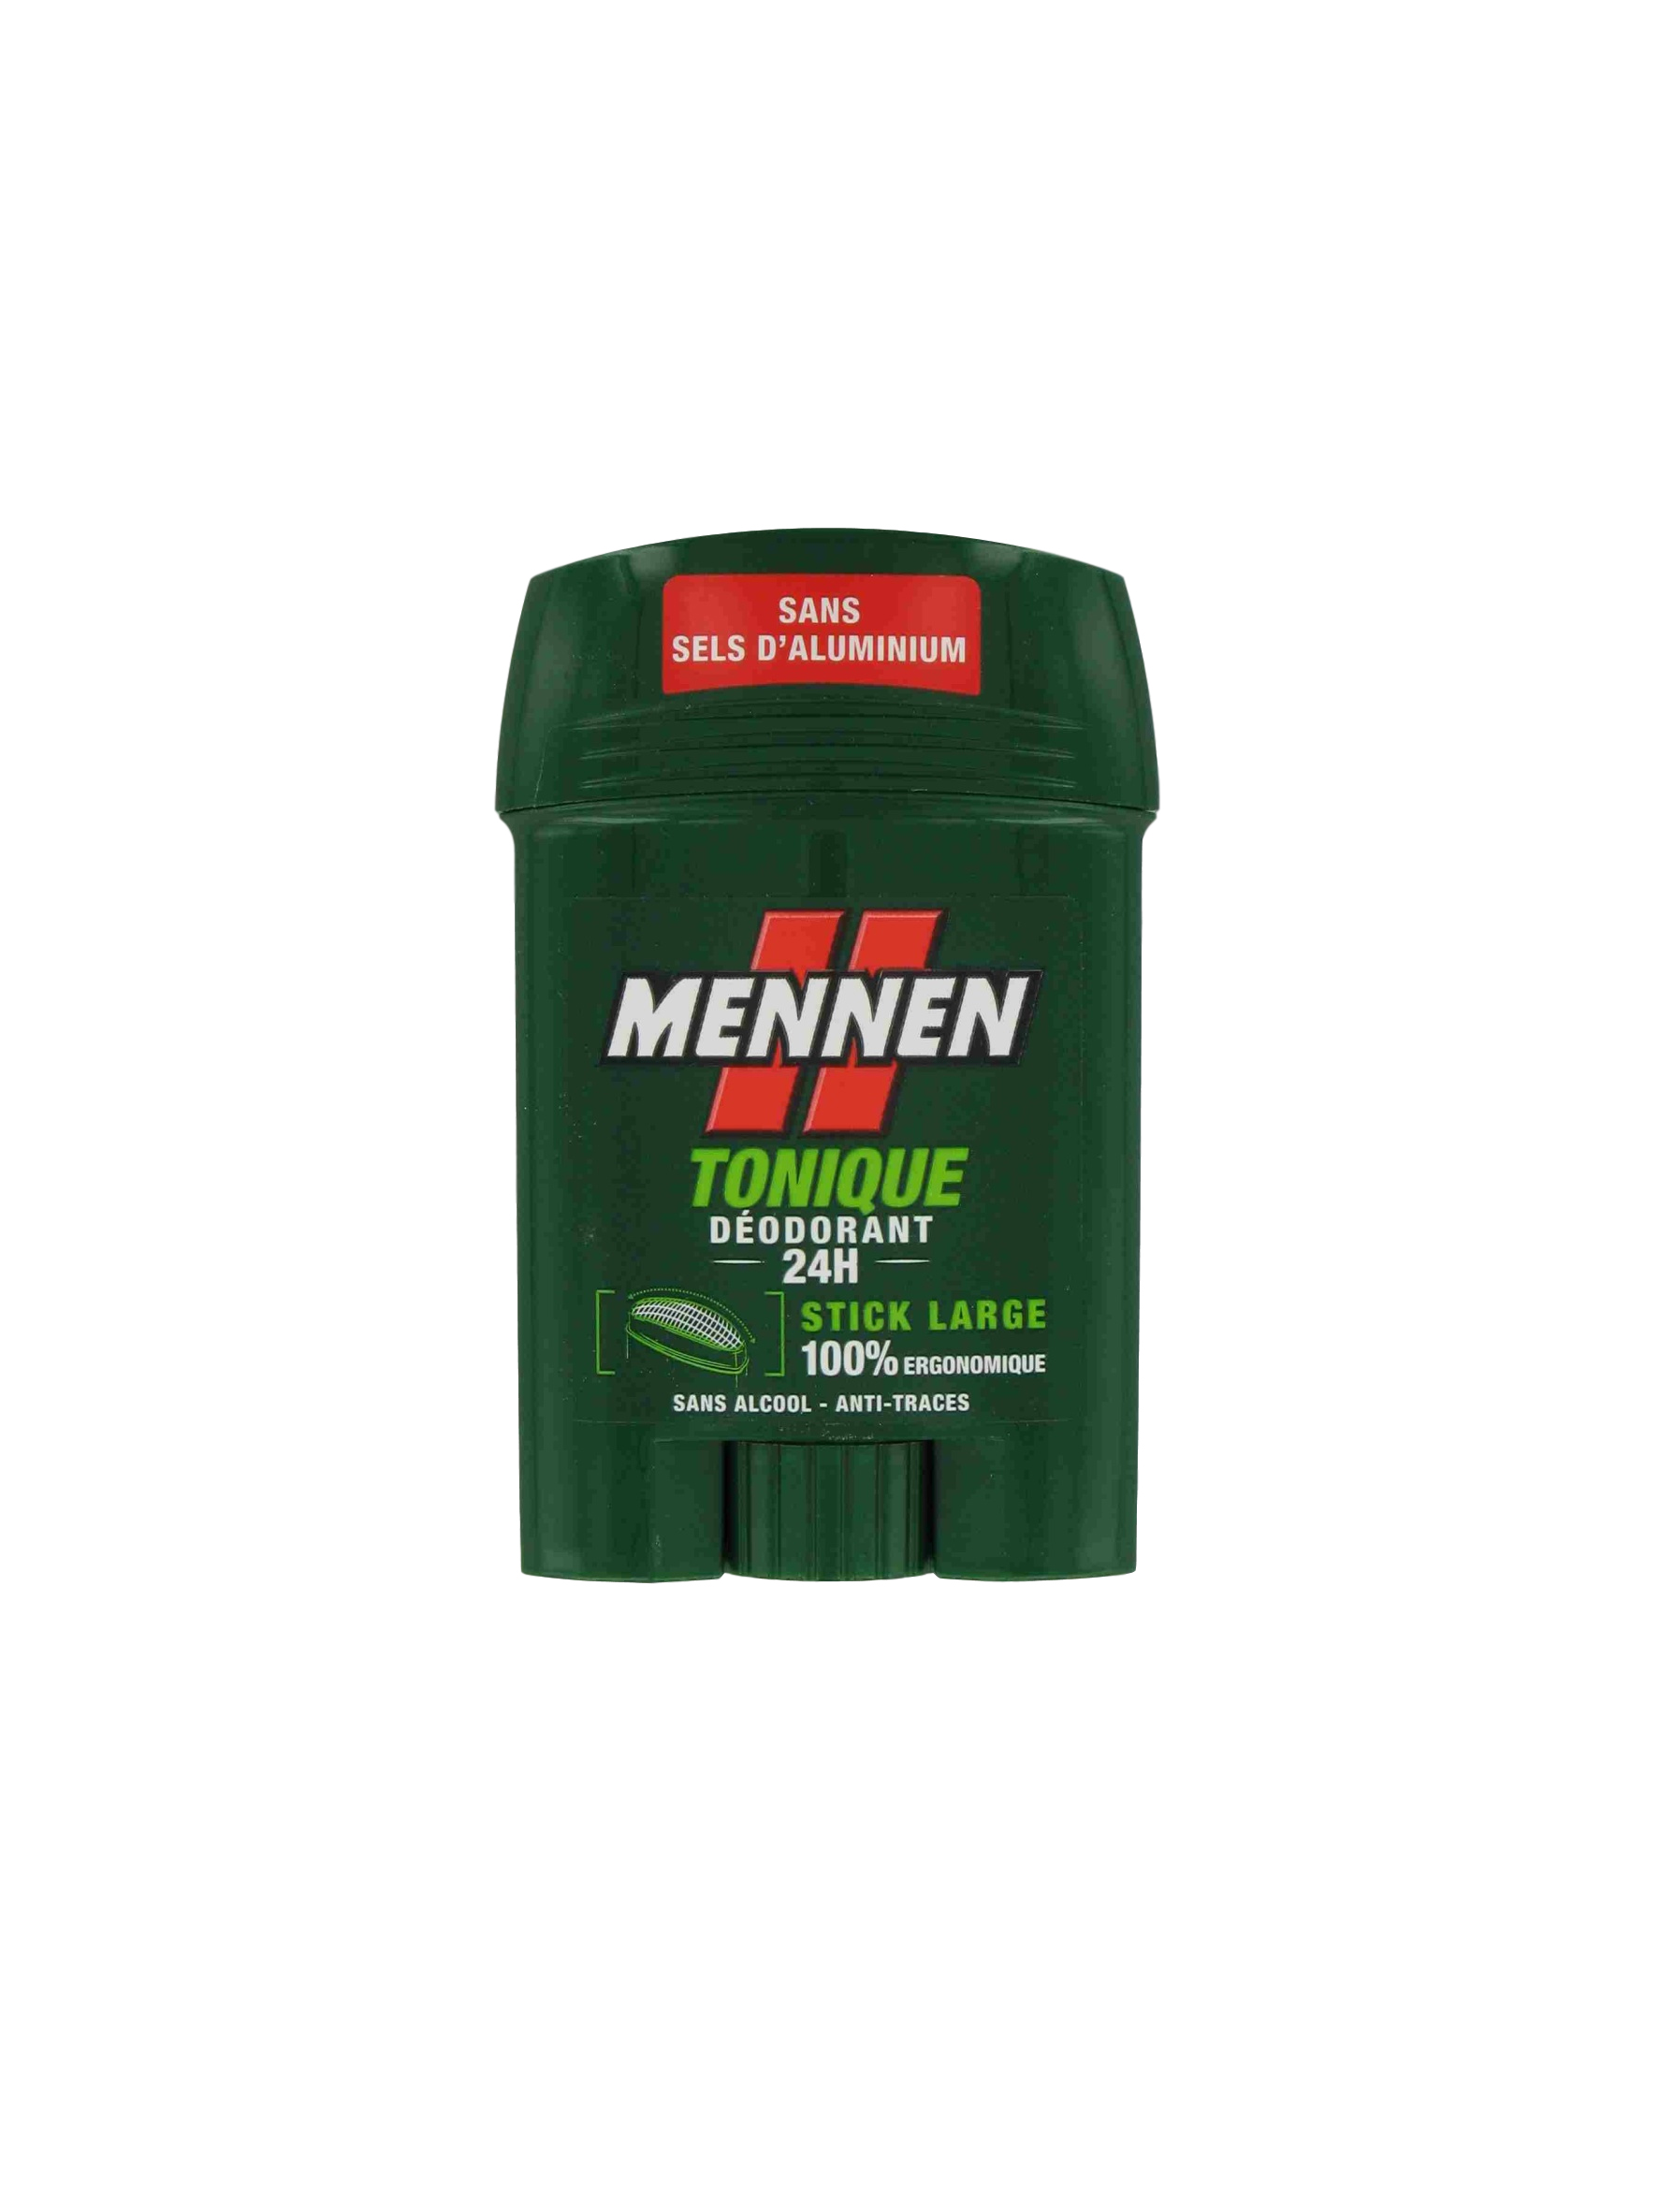 SANS
SELS D'ALUMINIUM
MENNEN
TONIQUE
DÉODORANT
24H
STICK LARGE
100% ERGONOMIQUE
SANS ALCOOL - ANTI-TRACES